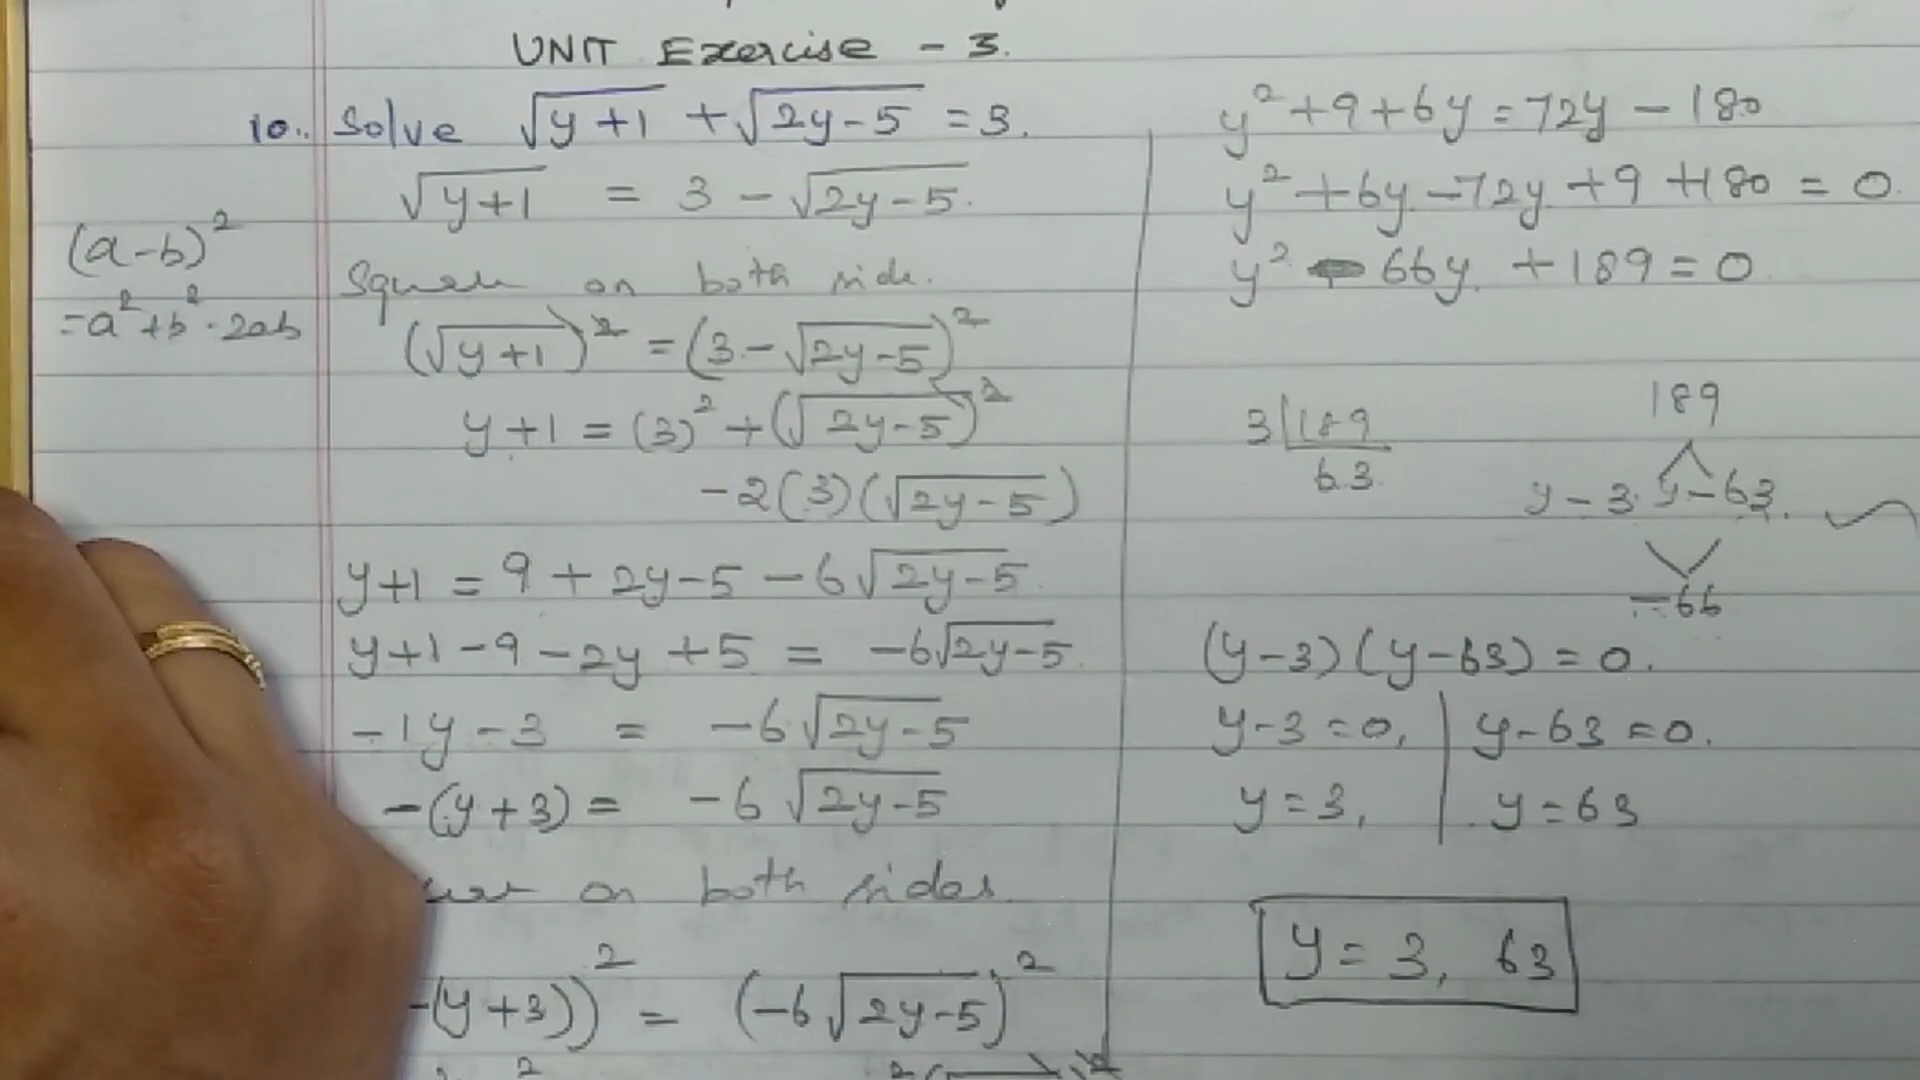 UNIT Exercise - 3.
10.. Solve √(y+1) + √(2y-5) = 3.
√(y+1) = 3 - √(2y-5).
(a-b)²
= a² + b² - 2ab
Square on both side.
(√(y+1))² = (3 - √(2y-5))²
y+1 = (3)² + (√(2y-5))²
-2(3)(√(2y-5))
y+1 = 9 + 2y-5 - 6√(2y-5)
y+1-9-2y+5 = -6√(2y-5)
-1y-3 = -6√(2y-5)
-(y+3) = -6√(2y-5)
on both sides.
-(y+3))² = (-6√(2y-5))²
y²+9+6y = 72y - 180
y²+6y-72y+9+180 = 0.
y² - 66y + 189 = 0
3|189
63
189
y-3. y-63.
-66
(y-3)(y-63) = 0.
y-3=0, | y-63=0.
y=3, | y=63
y = 3, 63